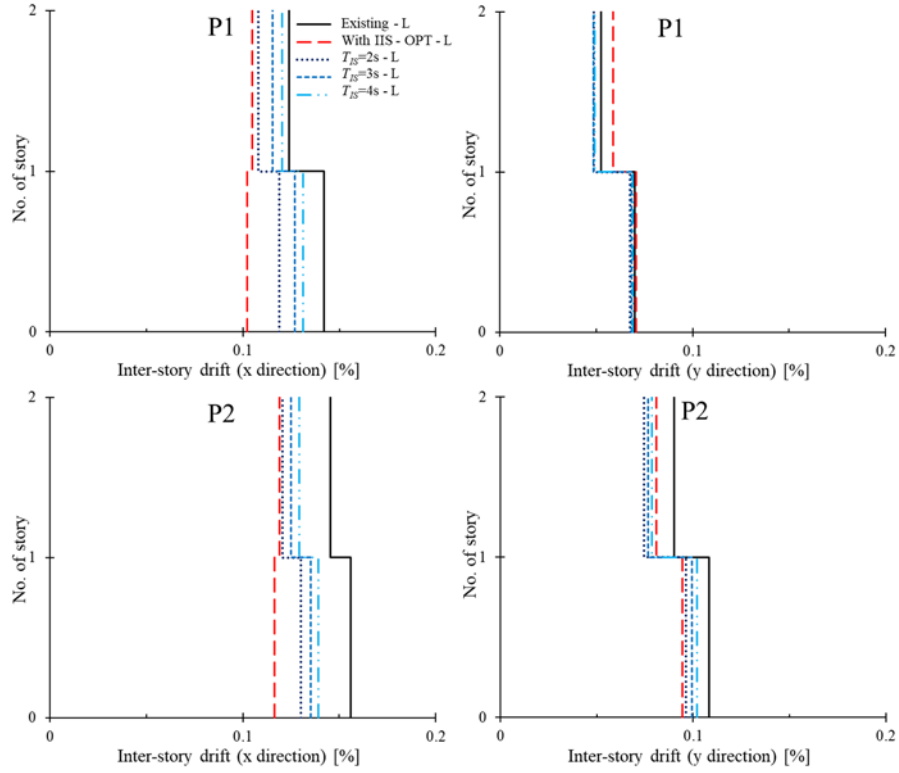 2
P1
Existing - L
With IIS - OPT - L
T_IS=2s - L
T_IS=3s - L
T_IS=4s - L
No. of story
1
0
0
0.1
0.2
Inter-story drift (x direction) [%]
2
P1
No. of story
1
0
0
0.1
0.2
Inter-story drift (y direction) [%]
2
P2
No. of story
1
0
0
0.1
0.2
Inter-story drift (x direction) [%]
2
P2
No. of story
1
0
0
0.1
0.2
Inter-story drift (y direction) [%]